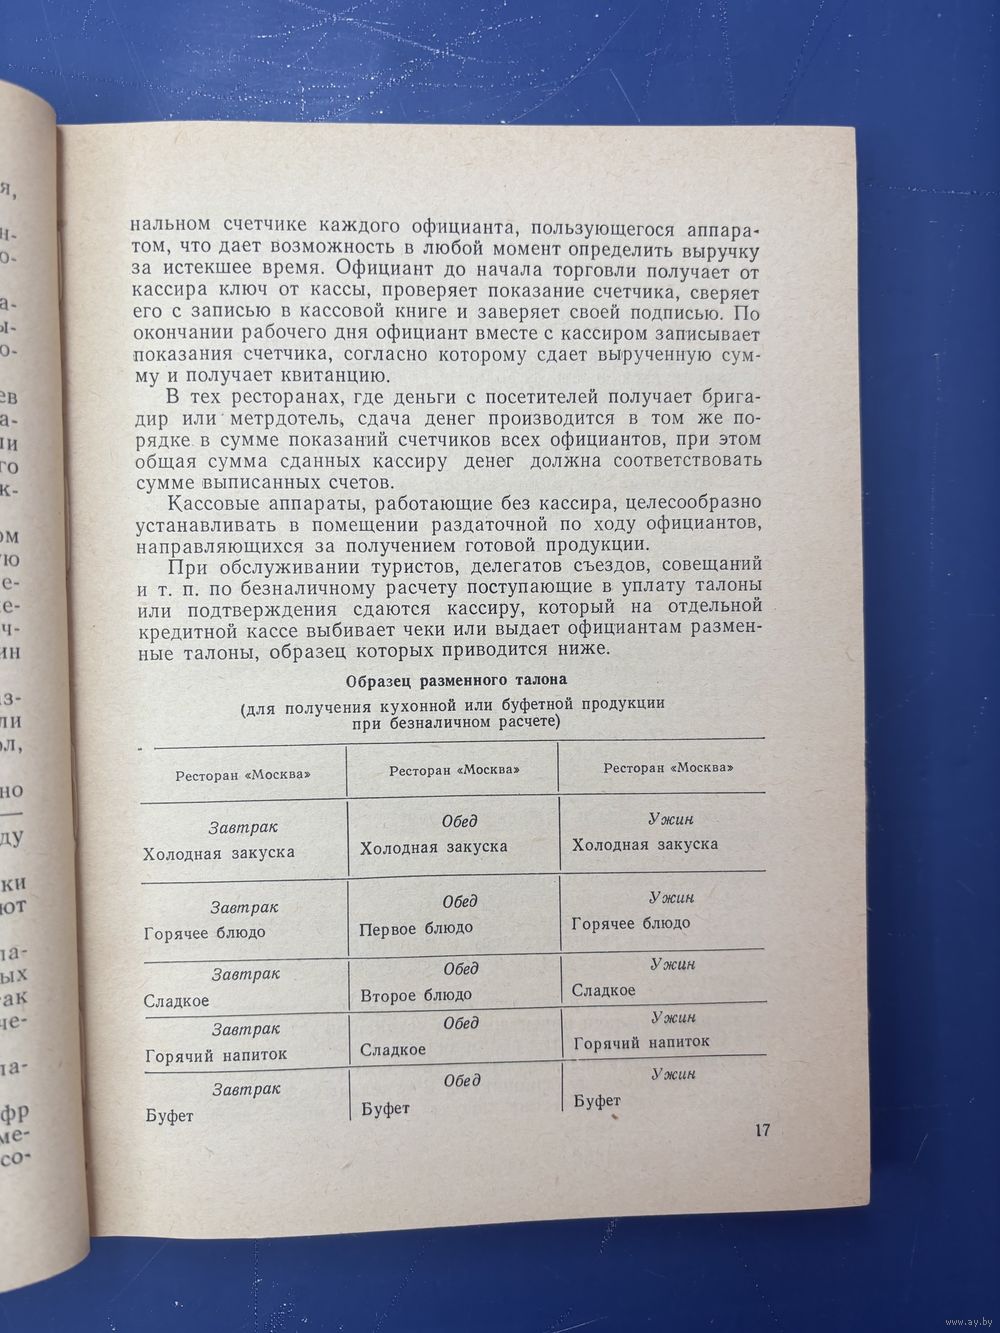 нальном счетчике каждого официанта, пользующегося аппара-
том, что дает возможность в любой момент определить выручку
за истекшее время. Официант до начала торговли получает от
кассира ключ от кассы, проверяет показание счетчика, сверяет
его с записью в кассовой книге и заверяет своей подписью. По
окончании рабочего дня официант вместе с кассиром записывает
показания счетчика, согласно которому сдает вырученную сум-
му и получает квитанцию.
В тех ресторанах, где деньги с посетителей получает брига-
дир или метрдотель, сдача денег производится в том же по-
рядке в сумме показаний счетчиков всех официантов, при этом
общая сумма сданных кассиру денег должна соответствовать
сумме выписанных счетов.
Кассовые аппараты, работающие без кассира, целесообразно
устанавливать в помещении раздаточной по ходу официантов,
направляющихся за получением готовой продукции.
При обслуживании туристов, делегатов съездов, совещаний
и т. п. по безналичному расчету поступающие в уплату талоны
или подтверждения сдаются кассиру, который на отдельной
кредитной кассе выбивает чеки или выдает официантам размен-
ные талоны, образец которых приводится ниже.
Образец разменного талона
(для получения кухонной или буфетной продукции
при безналичном расчете)
Ресторан «Москва» Ресторан «Москва» Ресторан «Москва»
Завтрак Обед Ужин
Холодная закуска Холодная закуска Холодная закуска
Завтрак Обед Ужин
Горячее блюдо Первое блюдо Горячее блюдо
Завтрак Обед Ужин
Сладкое Второе блюдо Сладкое
Завтрак Обед Ужин
Горячий напиток Сладкое Горячий напиток
Завтрак Обед Ужин
Буфет Буфет Буфет
17
www.ay.by